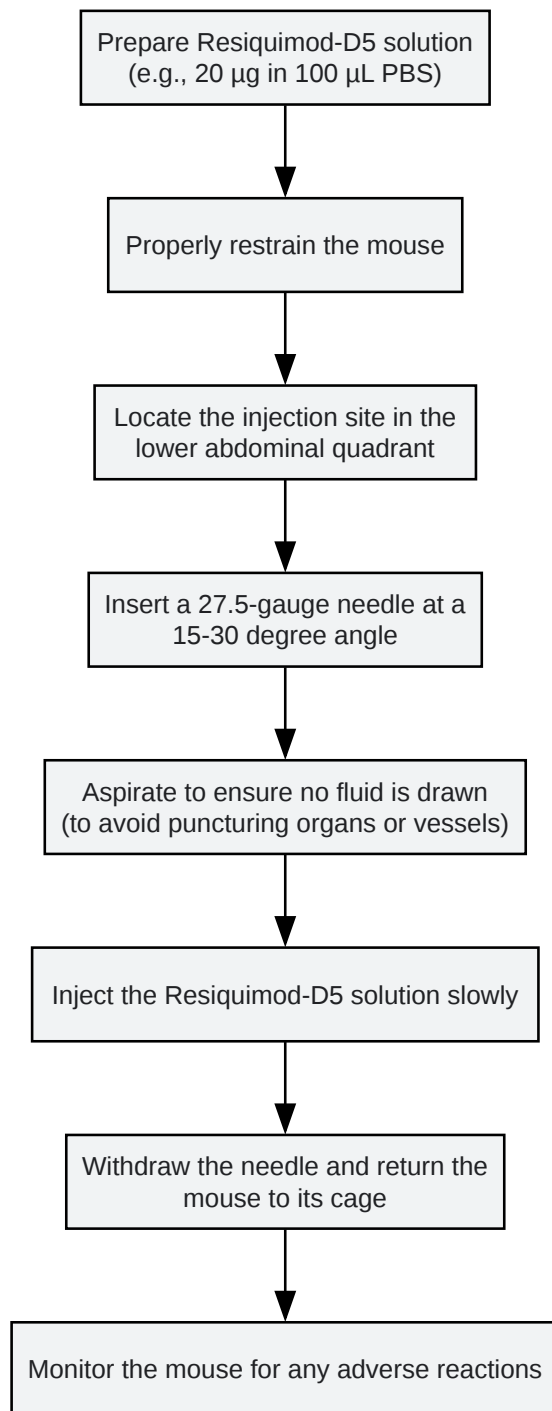 Prepare Resiquimod-D5 solution
(e.g., 20 µg in 100 µL PBS)
Properly restrain the mouse
Locate the injection site in the
lower abdominal quadrant
Insert a 27.5-gauge needle at a
15-30 degree angle
Aspirate to ensure no fluid is drawn
(to avoid puncturing organs or vessels)
Inject the Resiquimod-D5 solution slowly
Withdraw the needle and return the
mouse to its cage
Monitor the mouse for any adverse reactions